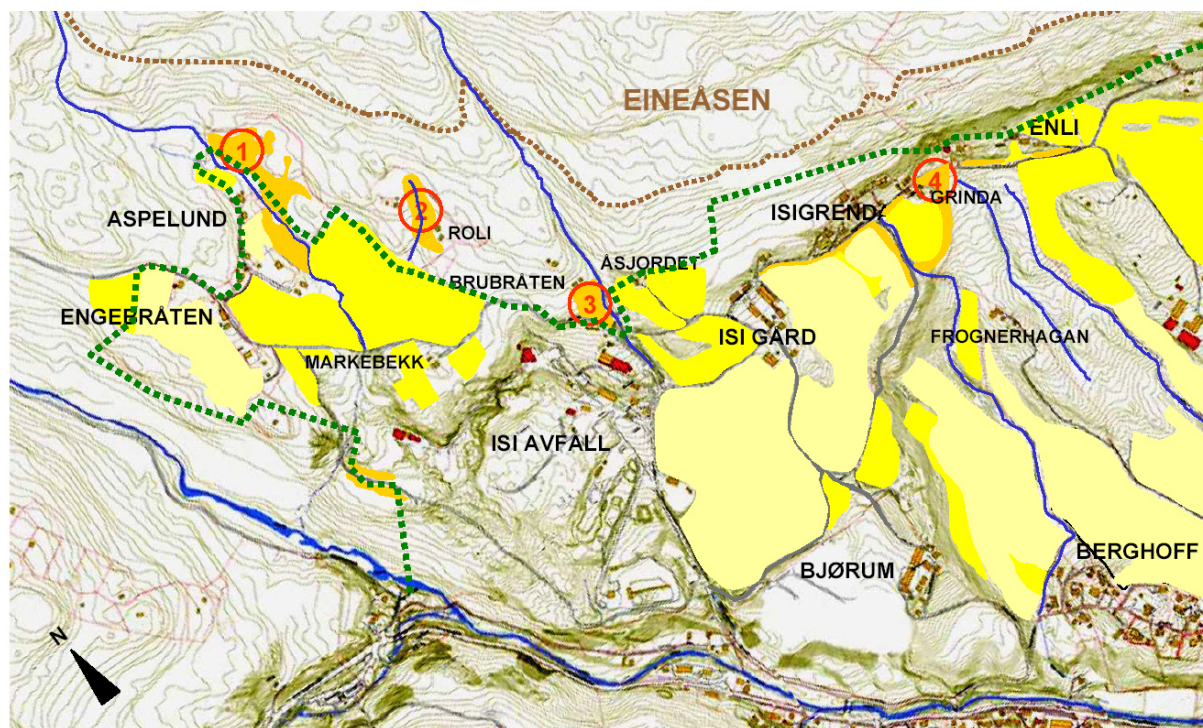 EINEÅSEN
ENLI
1
4
GRINDA
2
ISIGREND
ASPELUND
ROLI
ÅSJORDET
BRUBRÅTEN
3
ENGEBRÅTEN
ISI GÅRD
FROGNERHAGAN
MARKEBEKK
ISI AVFALL
BERGHOFF
BJØRUM
N